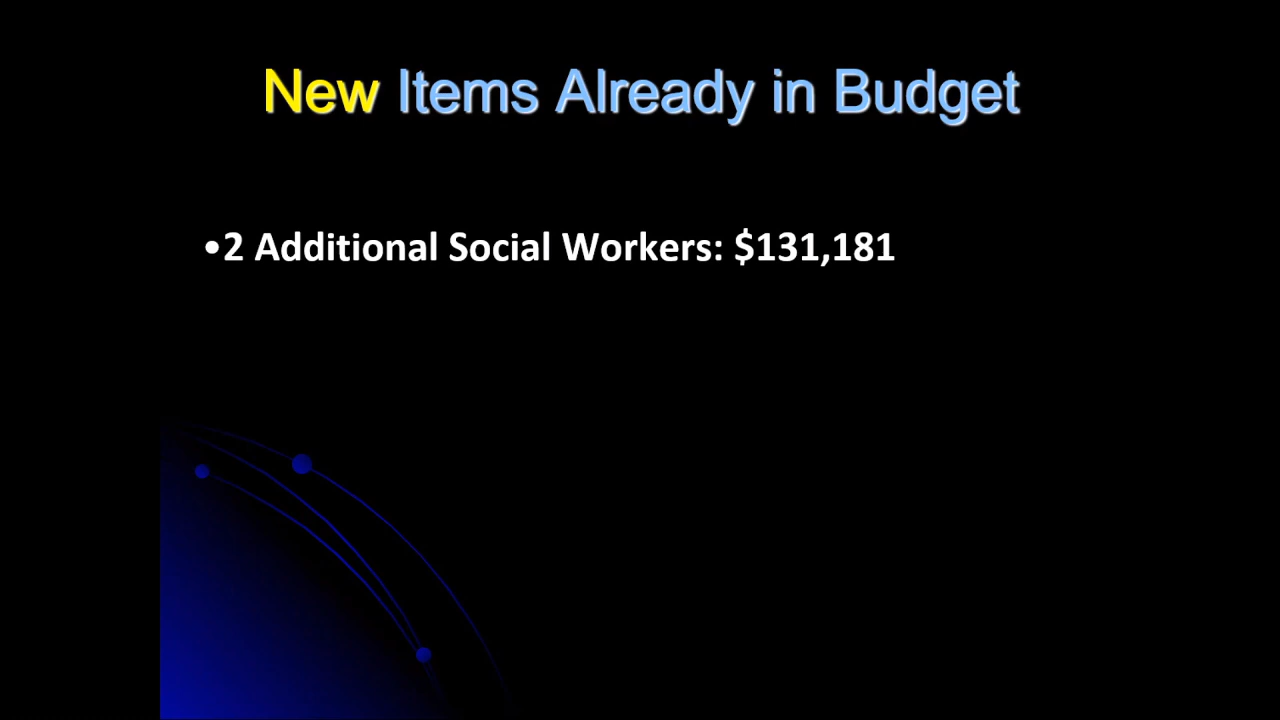 New Items Already in Budget
•2 Additional Social Workers: $131,181